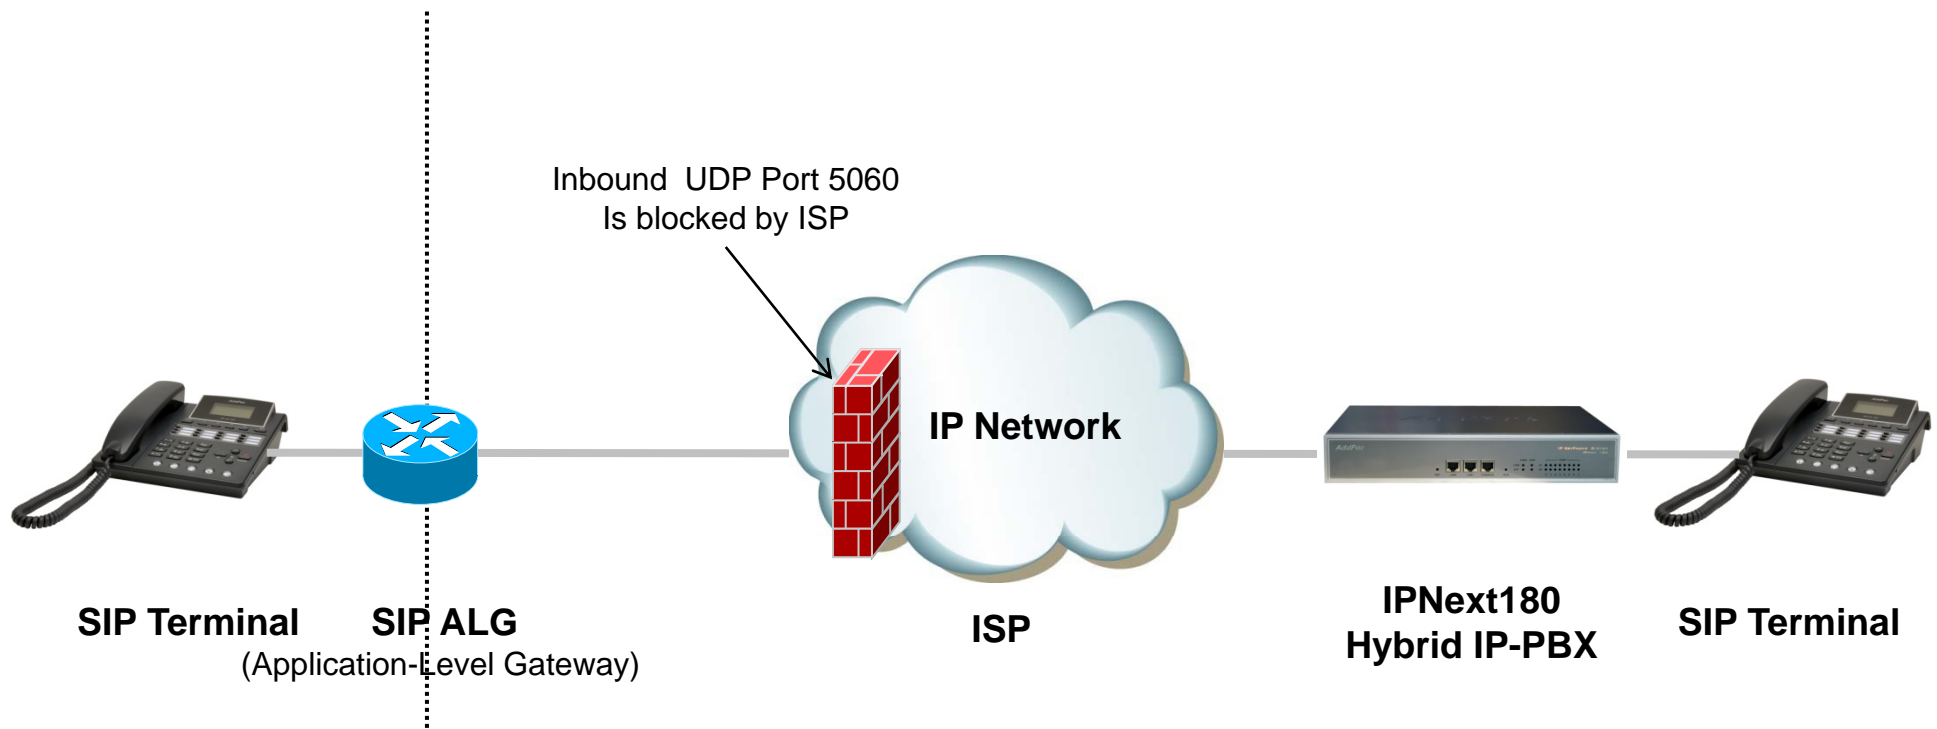 Inbound  UDP Port 5060
Is blocked by ISP
IP Network
AddPac
SIP Terminal
SIP ALG
(Application-Level Gateway)
ISP
IPNext180
Hybrid IP-PBX
SIP Terminal